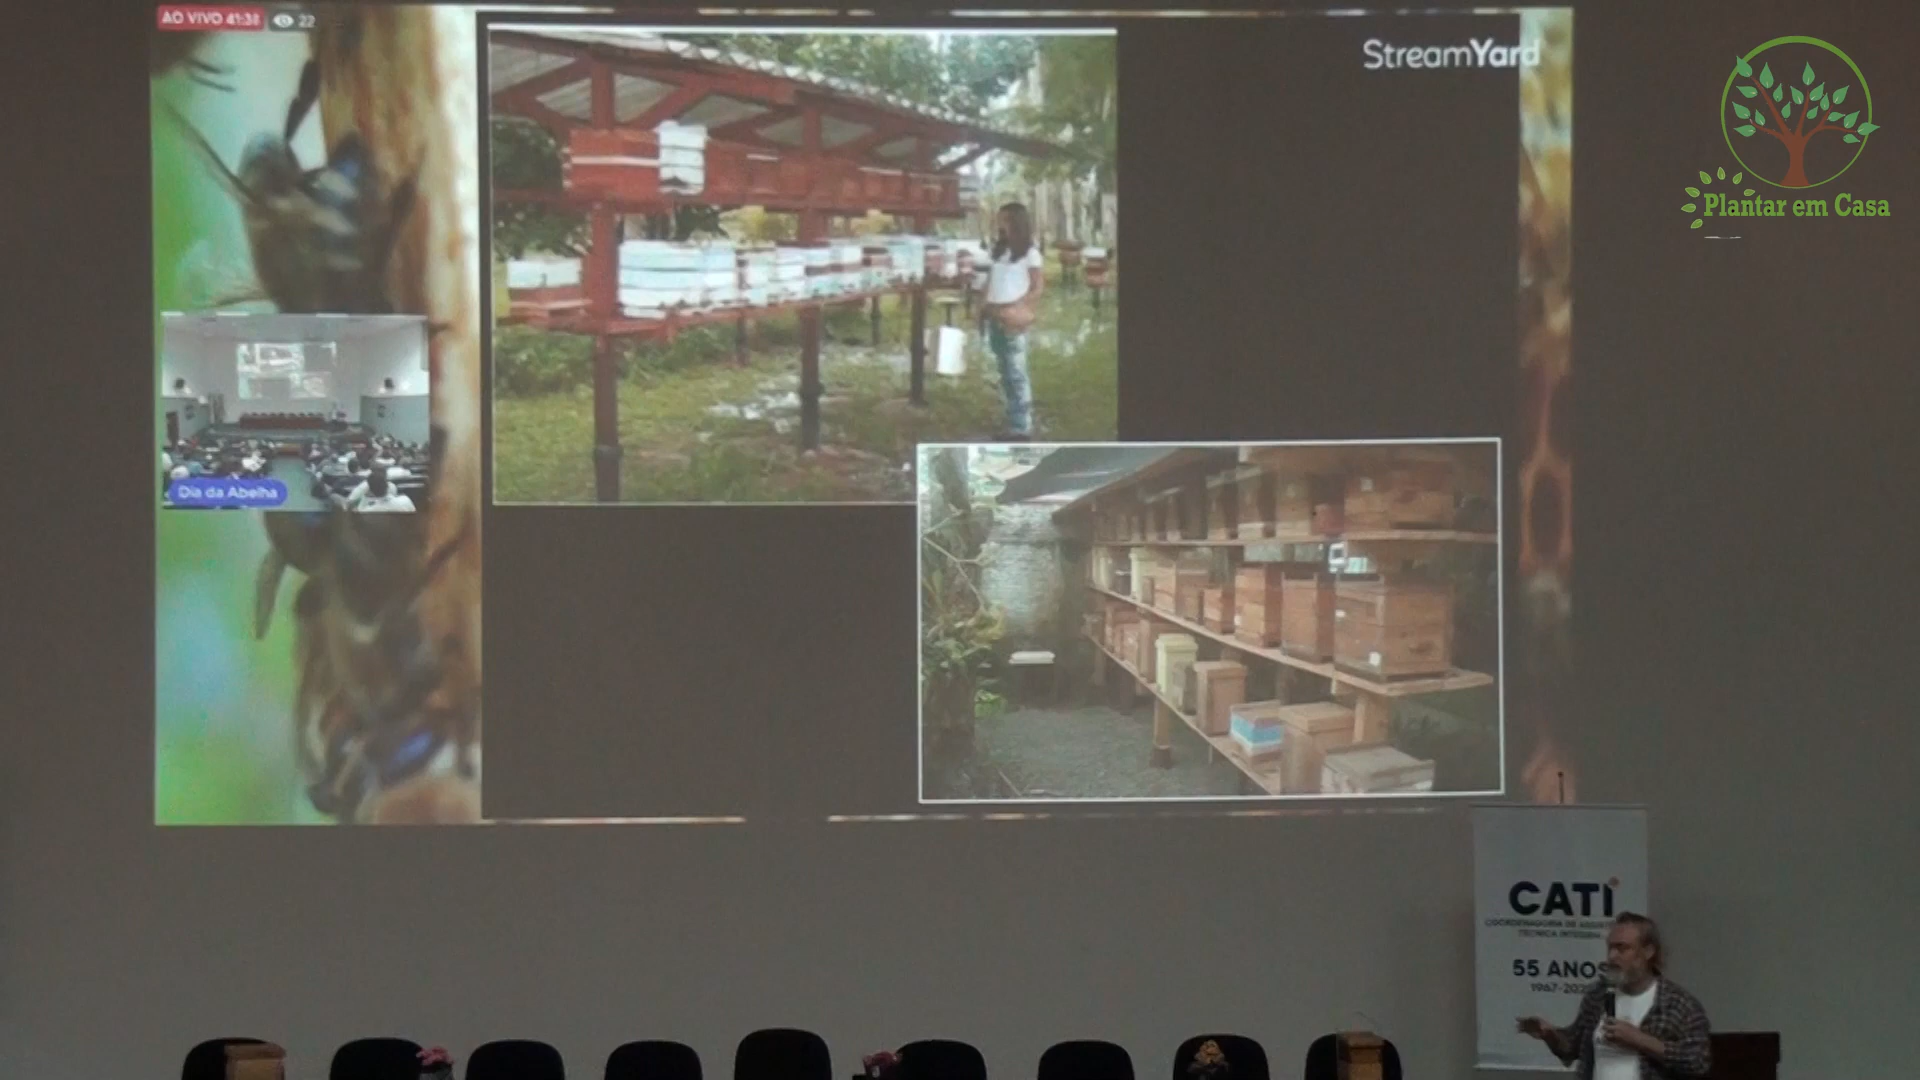 AO VIVO 41:38
22
StreamYard
Plantar em Casa
Dia da Abelha
CATI
55 ANOS